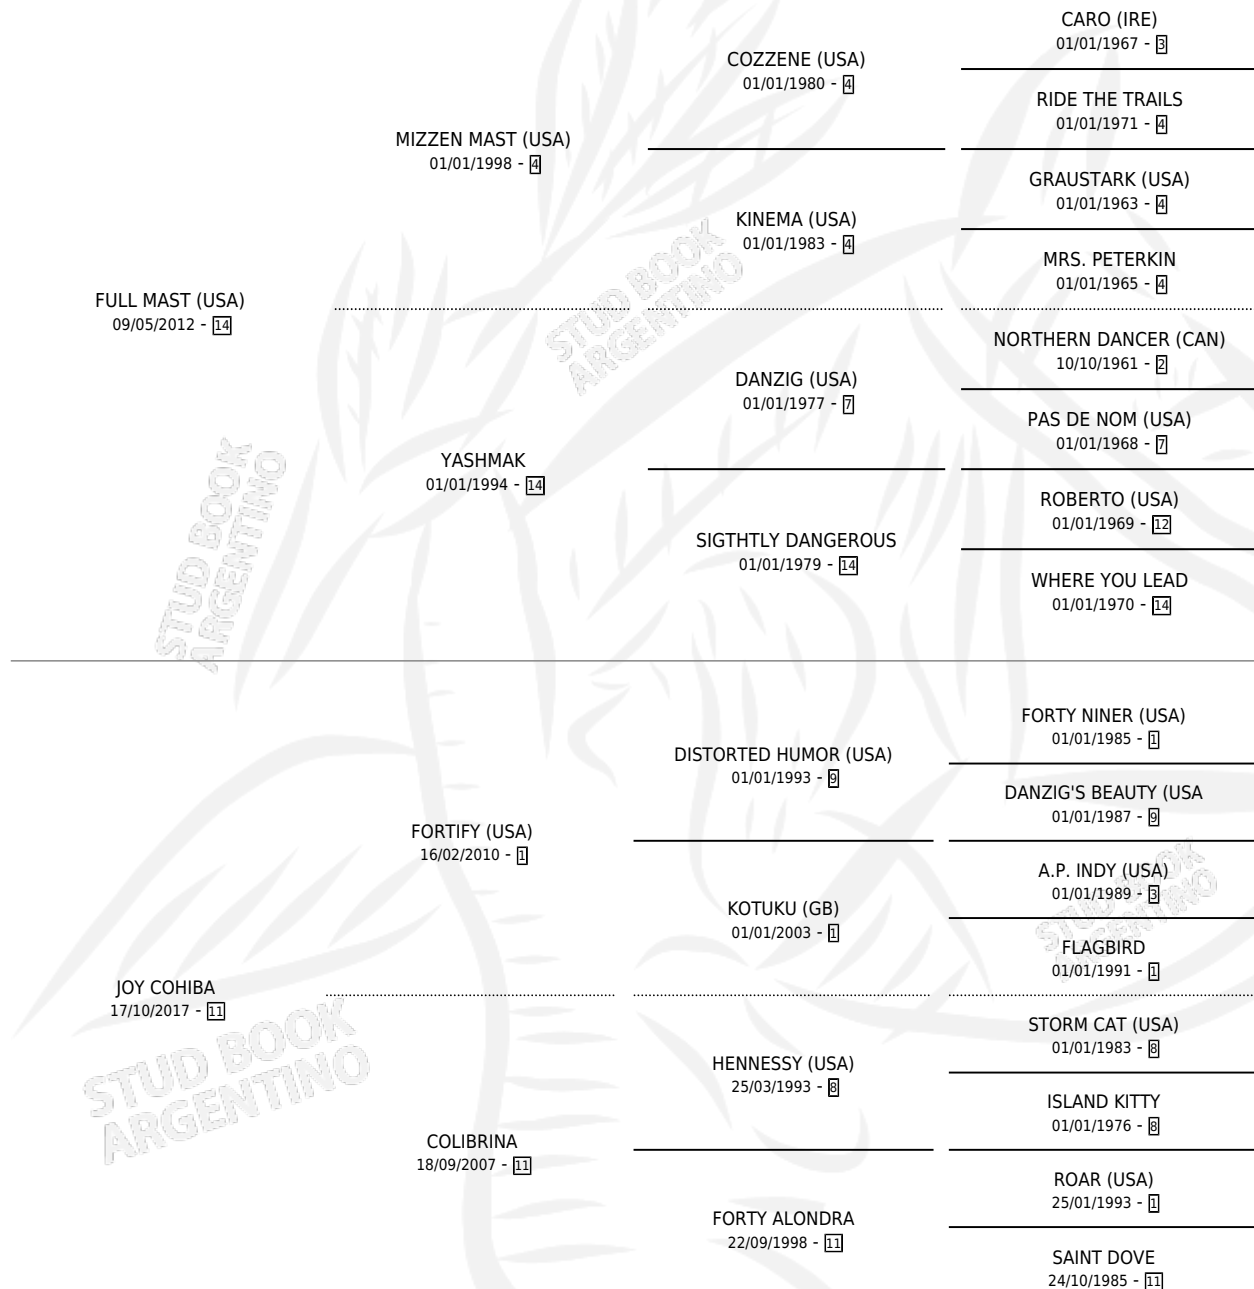 CARO (IRE)
01/01/1967 - 3
COZZENE (USA)
01/01/1980 - 4
RIDE THE TRAILS
01/01/1971 - 4
MIZZEN MAST (USA)
01/01/1998 - 4
GRAUSTARK (USA)
01/01/1963 - 4
KINEMA (USA)
01/01/1983 - 4
MRS. PETERKIN
01/01/1965 - 4
FULL MAST (USA)
09/05/2012 - 14
NORTHERN DANCER (CAN)
10/10/1961 - 2
DANZIG (USA)
01/01/1977 - 7
PAS DE NOM (USA)
01/01/1968 - 7
YASHMAK
01/01/1994 - 14
ROBERTO (USA)
01/01/1969 - 12
SIGTHTLY DANGEROUS
01/01/1979 - 14
WHERE YOU LEAD
01/01/1970 - 14
FORTY NINER (USA)
01/01/1985 - 1
DISTORTED HUMOR (USA)
01/01/1993 - 9
DANZIG'S BEAUTY (USA
01/01/1987 - 9
FORTIFY (USA)
16/02/2010 - 1
A.P. INDY (USA)
01/01/1989 - 3
KOTUKU (GB)
01/01/2003 - 1
FLAGBIRD
01/01/1991 - 1
JOY COHIBA
17/10/2017 - 11
STORM CAT (USA)
01/01/1983 - 8
HENNESSY (USA)
25/03/1993 - 8
ISLAND KITTY
01/01/1976 - 8
COLIBRINA
18/09/2007 - 11
ROAR (USA)
25/01/1993 - 1
FORTY ALONDRA
22/09/1998 - 11
SAINT DOVE
24/10/1985 - 11
STUD BOOK
ARGENTINO
STUD BOOK
ARGENTINO
STUD BOOK
ARGENTINO
STUD BOOK
ARGENTINO